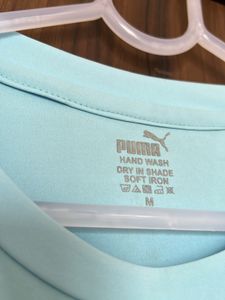 PUMA
HAND WASH
DRY IN SHADE
SOFT IRON
M